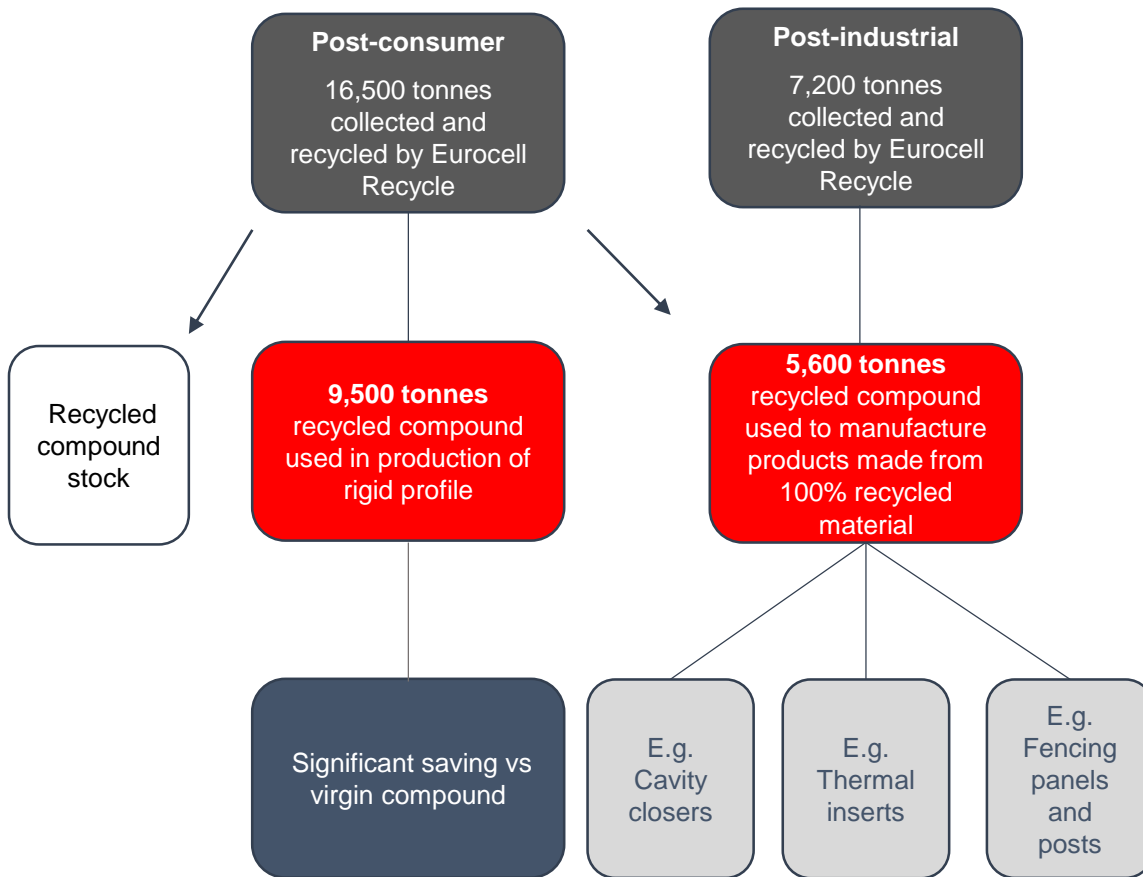 Post-consumer
16,500 tonnes
collected and
recycled by Eurocell
Recycle
Post-industrial
7,200 tonnes
collected and
recycled by Eurocell
Recycle
Recycled
compound
stock
9,500 tonnes
recycled compound
used in production of
rigid profile
5,600 tonnes
recycled compound
used to manufacture
products made from
100% recycled
material
Significant saving vs
virgin compound
E.g.
Cavity
closers
E.g.
Thermal
inserts
E.g.
Fencing
panels
and
posts